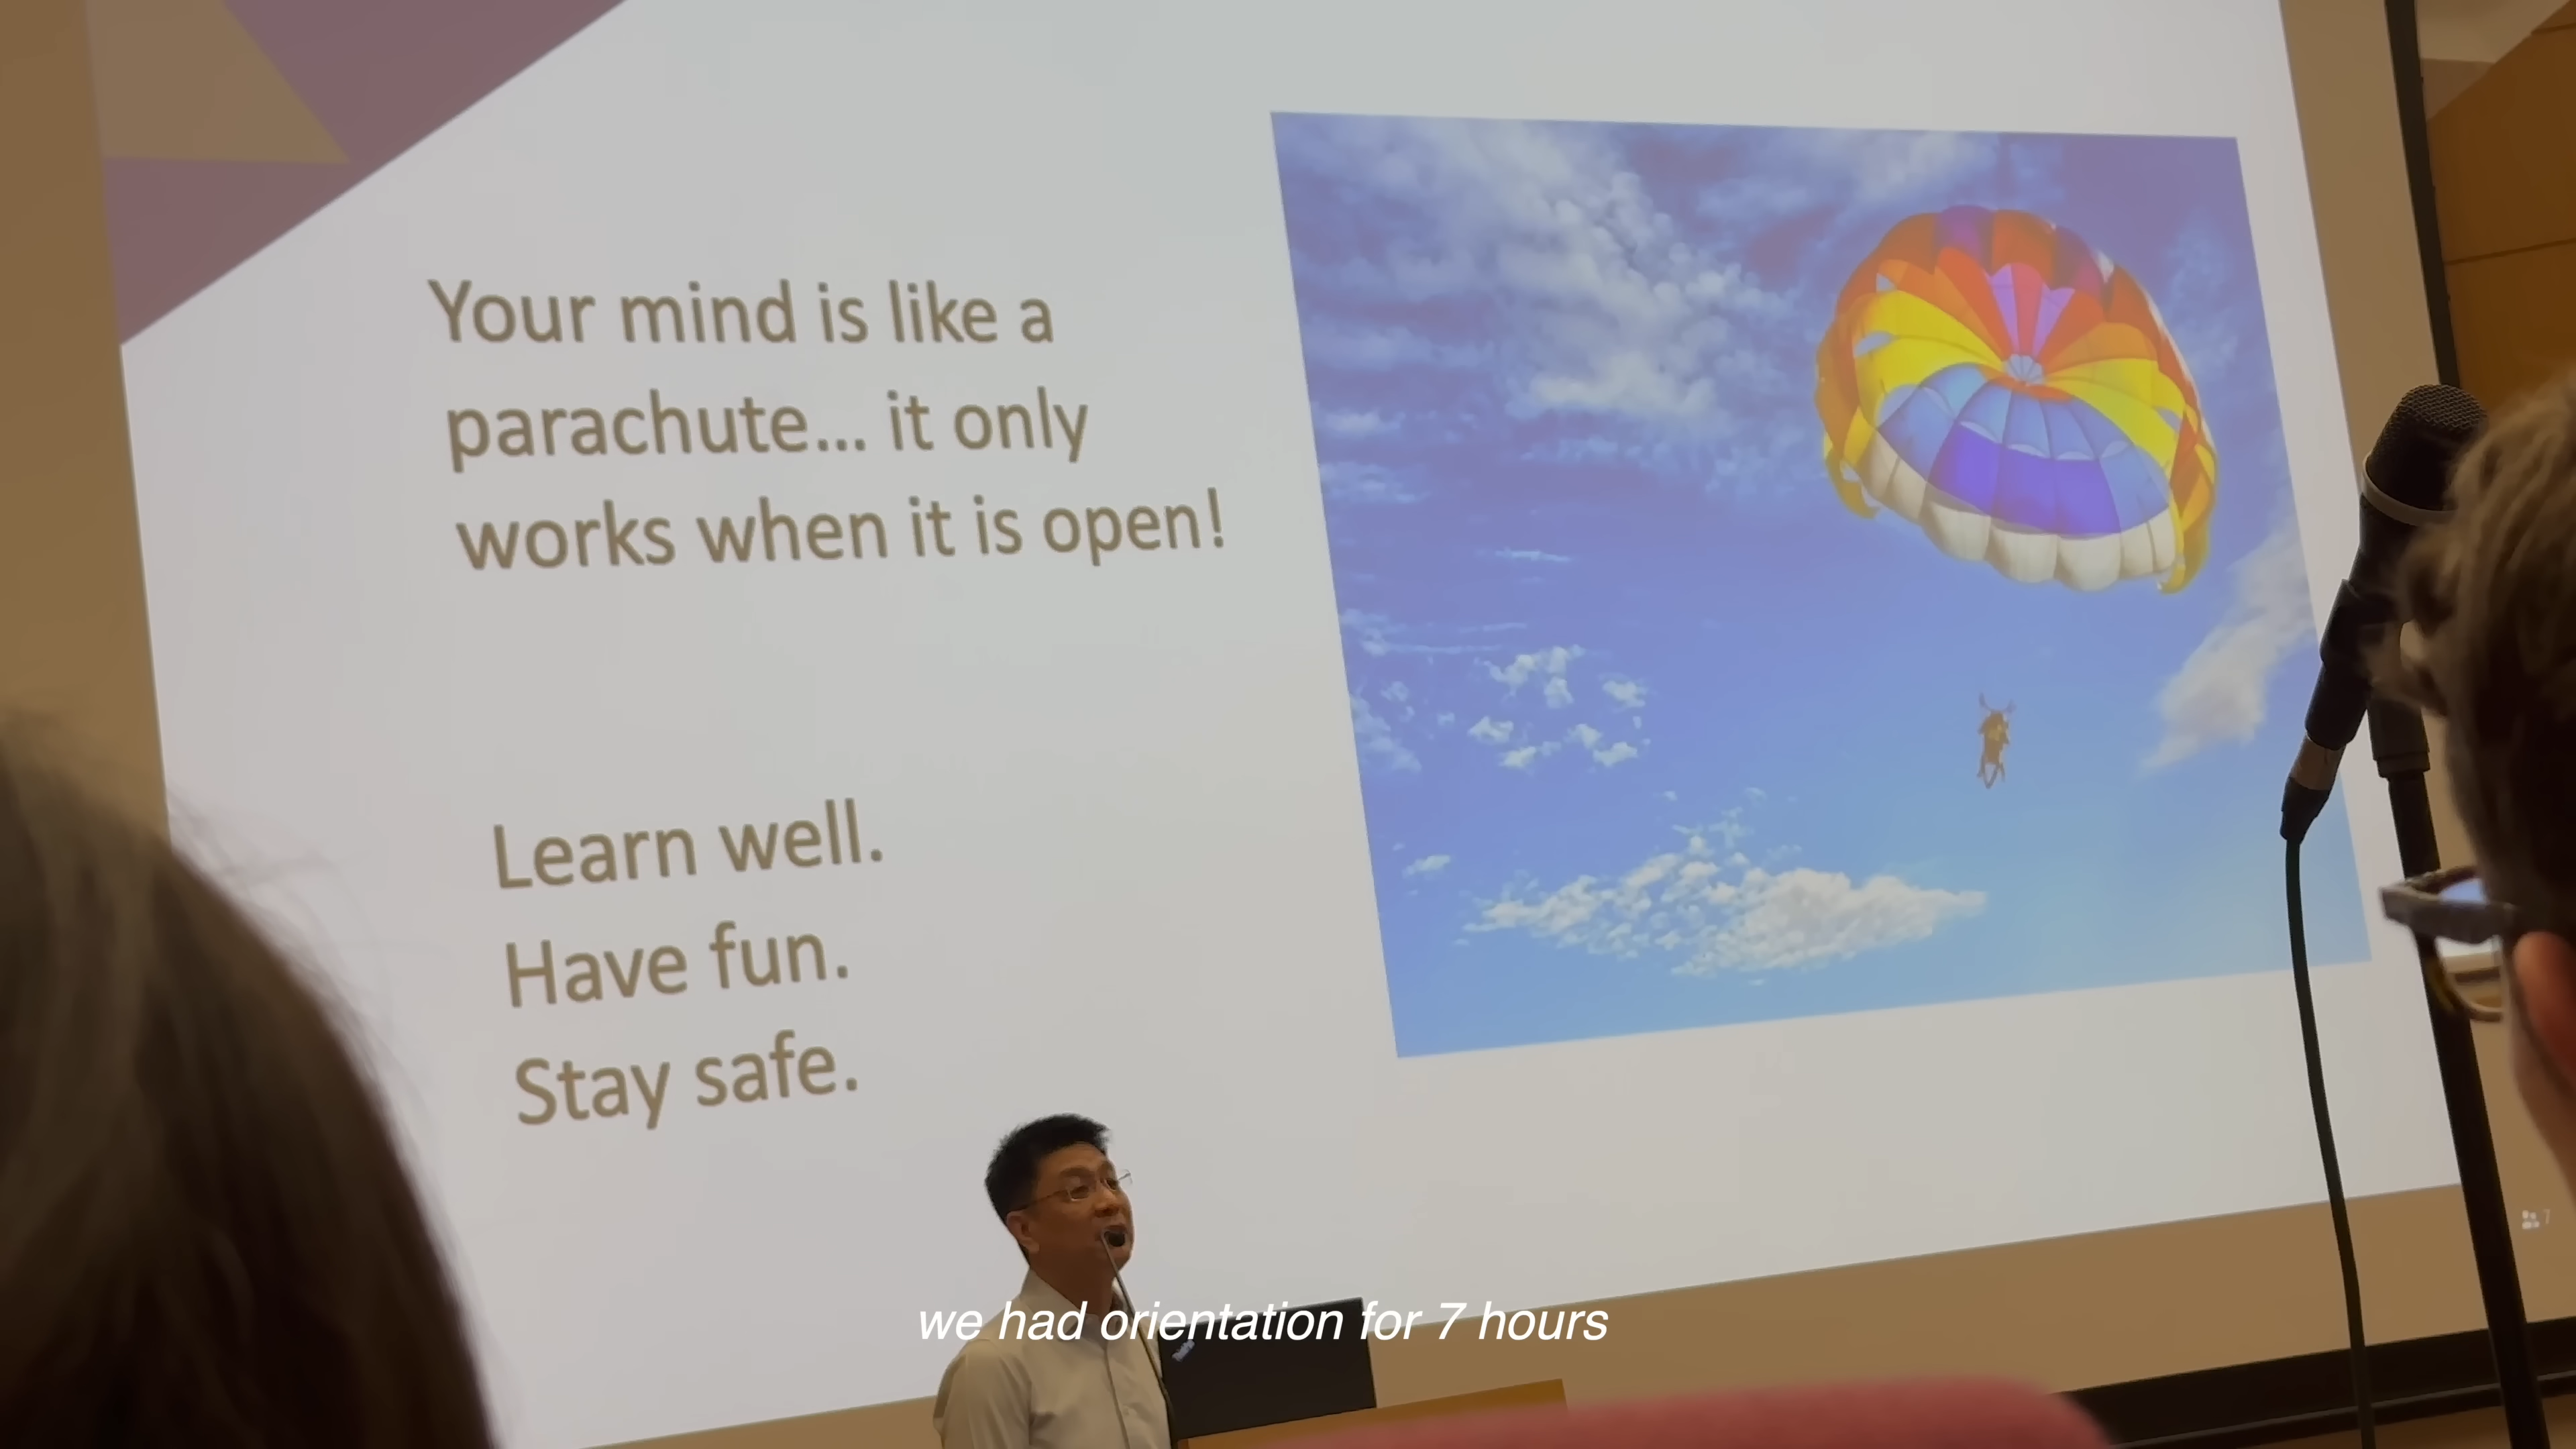 Your mind is like a
parachute... it only
works when it is open!
Learn well.
Have fun.
Stay safe.
we had orientation for 7 hours
7